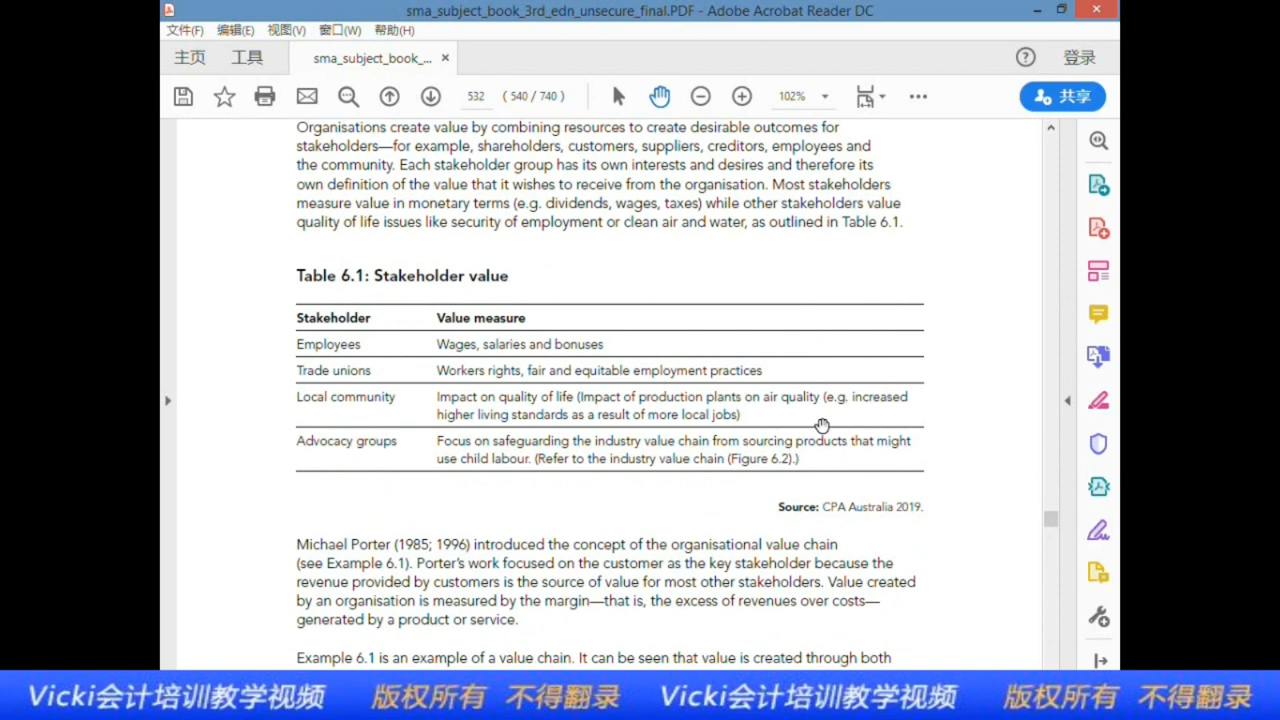 sma_subject_book_3rd_edn_unsecure_final.PDF - Adobe Acrobat Reader DC
文件(F) 编辑(E) 视图(V) 窗口(W) 帮助(H)
主页 工具 sma_subject_book_... × 登录
532 (540 / 740) 102% 共享
Organisations create value by combining resources to create desirable outcomes for
stakeholders—for example, shareholders, customers, suppliers, creditors, employees and
the community. Each stakeholder group has its own interests and desires and therefore its
own definition of the value that it wishes to receive from the organisation. Most stakeholders
measure value in monetary terms (e.g. dividends, wages, taxes) while other stakeholders value
quality of life issues like security of employment or clean air and water, as outlined in Table 6.1.
Table 6.1: Stakeholder value
Stakeholder Value measure
Employees Wages, salaries and bonuses
Trade unions Workers rights, fair and equitable employment practices
Local community Impact on quality of life (Impact of production plants on air quality (e.g. increased
higher living standards as a result of more local jobs)
Advocacy groups Focus on safeguarding the industry value chain from sourcing products that might
use child labour. (Refer to the industry value chain (Figure 6.2).)
Source: CPA Australia 2019.
Michael Porter (1985; 1996) introduced the concept of the organisational value chain
(see Example 6.1). Porter's work focused on the customer as the key stakeholder because the
revenue provided by customers is the source of value for most other stakeholders. Value created
by an organisation is measured by the margin—that is, the excess of revenues over costs—
generated by a product or service.
Example 6.1 is an example of a value chain. It can be seen that value is created through both
Vicki会计培训教学视频 版权所有 不得翻录 Vicki会计培训教学视频 版权所有 不得翻录